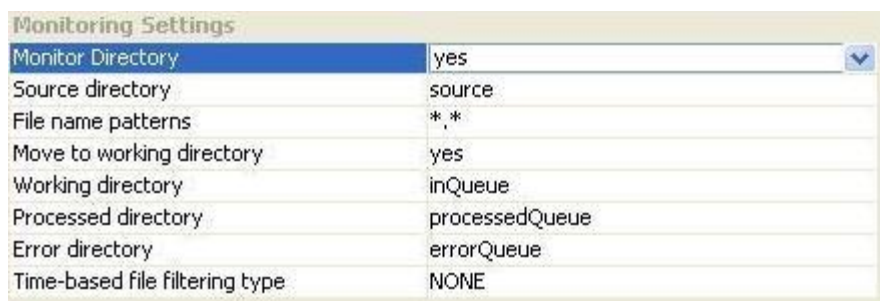 Monitoring Settings
Monitor Directory yes
Source directory source
File name patterns *.*
Move to working directory yes
Working directory inQueue
Processed directory processedQueue
Error directory errorQueue
Time-based file filtering type NONE